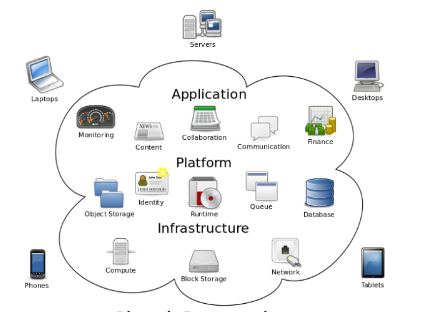 Servers
Laptops
Desktops
Application
Monitoring
NEWS
Content
Collaboration
Communication
Finance
Platform
Object Storage
Identity
Runtime
Queue
Database
Infrastructure
Compute
Block Storage
Network
Phones
Tablets